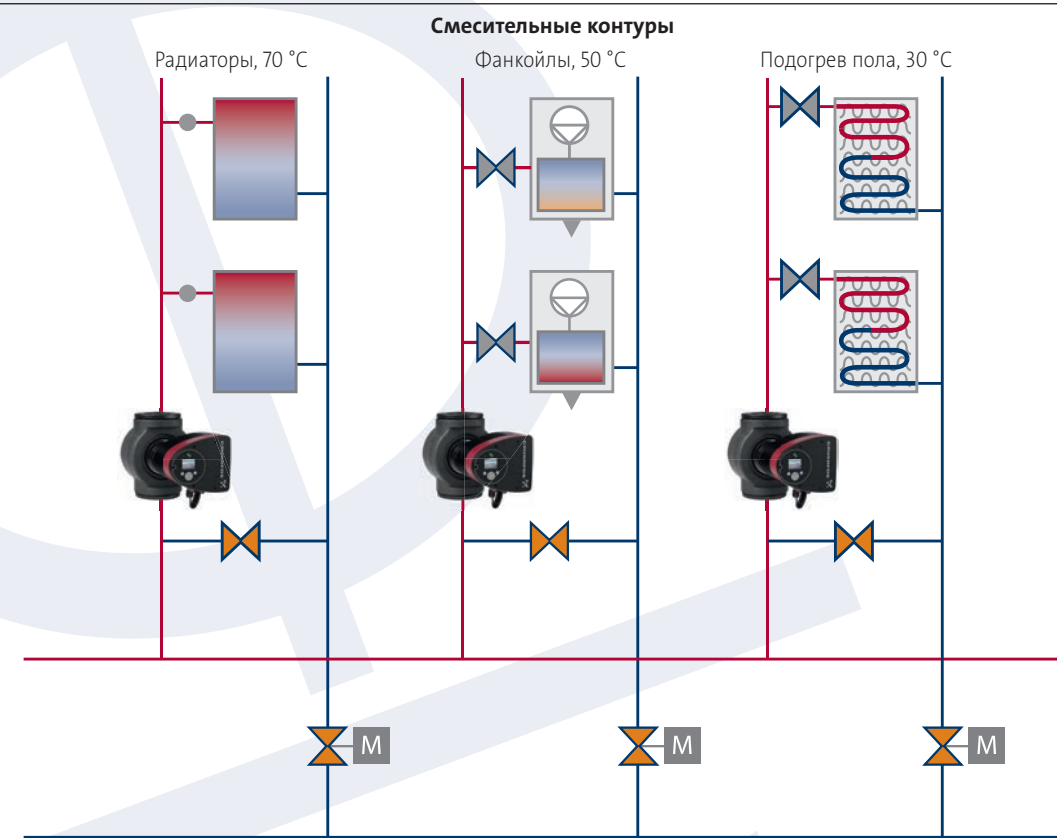 Смесительные контуры
Радиаторы, 70 °C
Фанкойлы, 50 °C
Подогрев пола, 30 °C
M
M
M